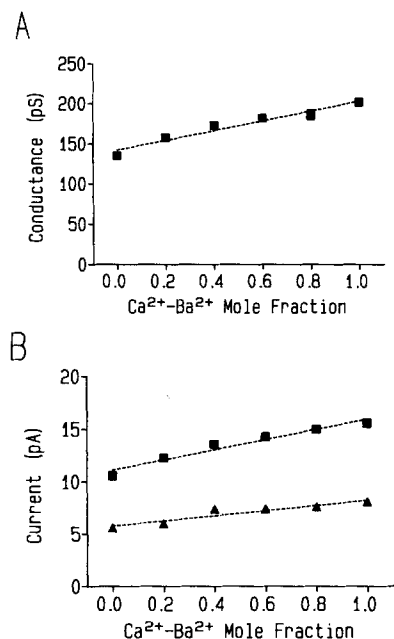 A
250
200
150
100
50
0
Conductance (pS)
0.0 0.2 0.4 0.6 0.8 1.0
Ca²⁺-Ba²⁺ Mole Fraction
B
20
15
10
5
0
Current (pA)
0.0 0.2 0.4 0.6 0.8 1.0
Ca²⁺-Ba²⁺ Mole Fraction